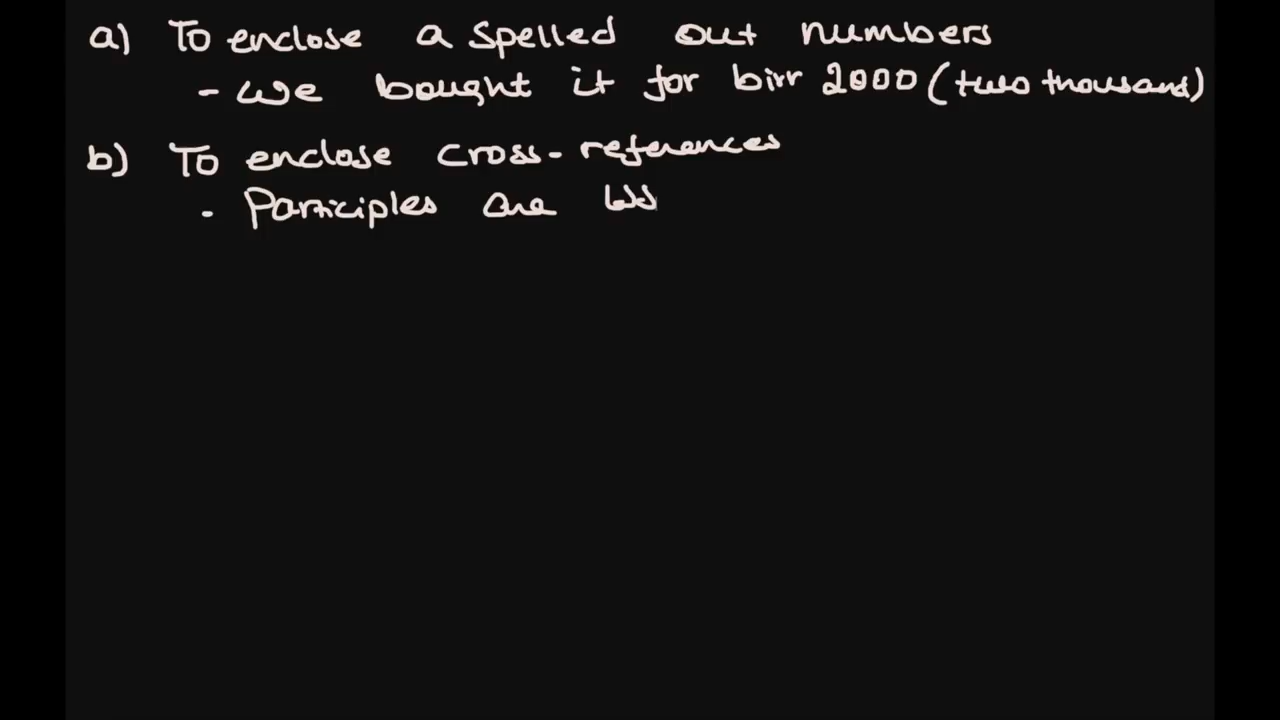 a) To enclose a spelled out numbers
- we bought it for birr 2000 (two thousand)
b) To enclose cross-references
. Participles are